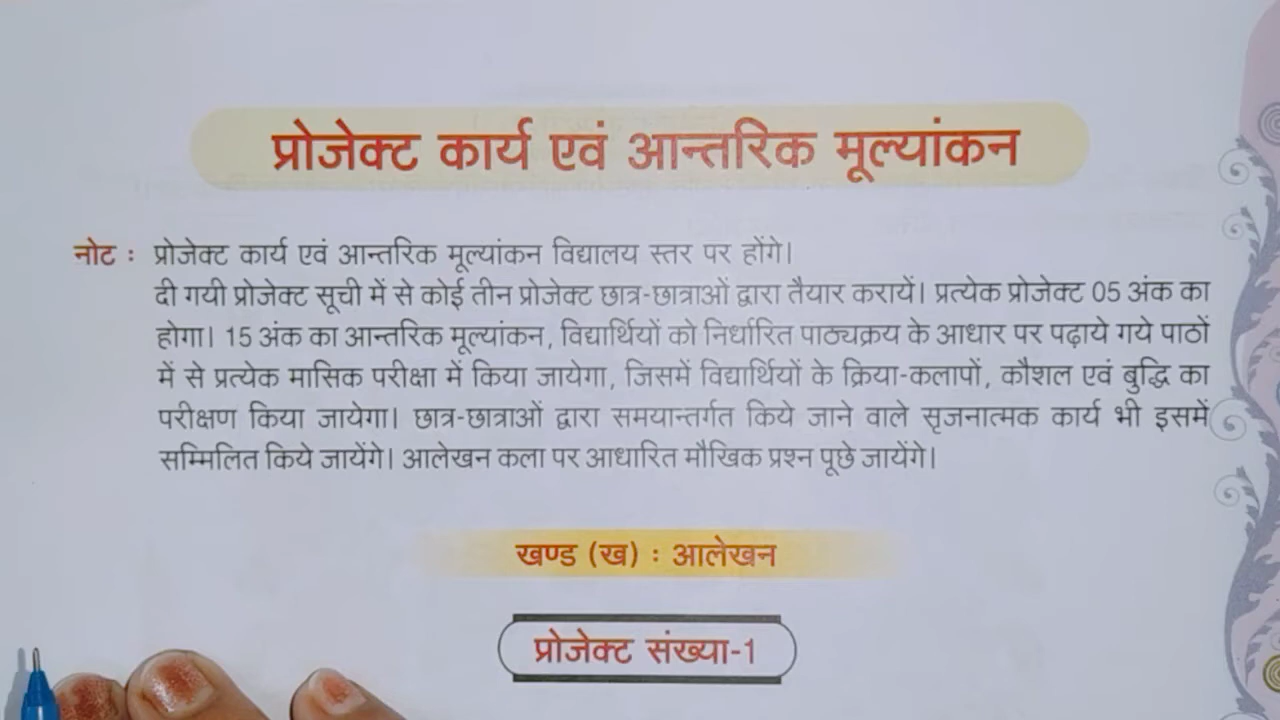 प्रोजेक्ट कार्य एवं आन्तरिक मूल्यांकन
नोट : प्रोजेक्ट कार्य एवं आन्तरिक मूल्यांकन विद्यालय स्तर पर होंगे।
दी गयी प्रोजेक्ट सूची में से कोई तीन प्रोजेक्ट छात्र-छात्राओं द्वारा तैयार करायें। प्रत्येक प्रोजेक्ट 05 अंक का
होगा। 15 अंक का आन्तरिक मूल्यांकन, विद्यार्थियों को निर्धारित पाठ्यक्रय के आधार पर पढ़ाये गये पाठों
में से प्रत्येक मासिक परीक्षा में किया जायेगा, जिसमें विद्यार्थियों के क्रिया-कलापों, कौशल एवं बुद्धि का
परीक्षण किया जायेगा। छात्र-छात्राओं द्वारा समयान्तर्गत किये जाने वाले सृजनात्मक कार्य भी इसमें
सम्मिलित किये जायेंगे। आलेखन कला पर आधारित मौखिक प्रश्न पूछे जायेंगे।
खण्ड (ख) : आलेखन
प्रोजेक्ट संख्या-1